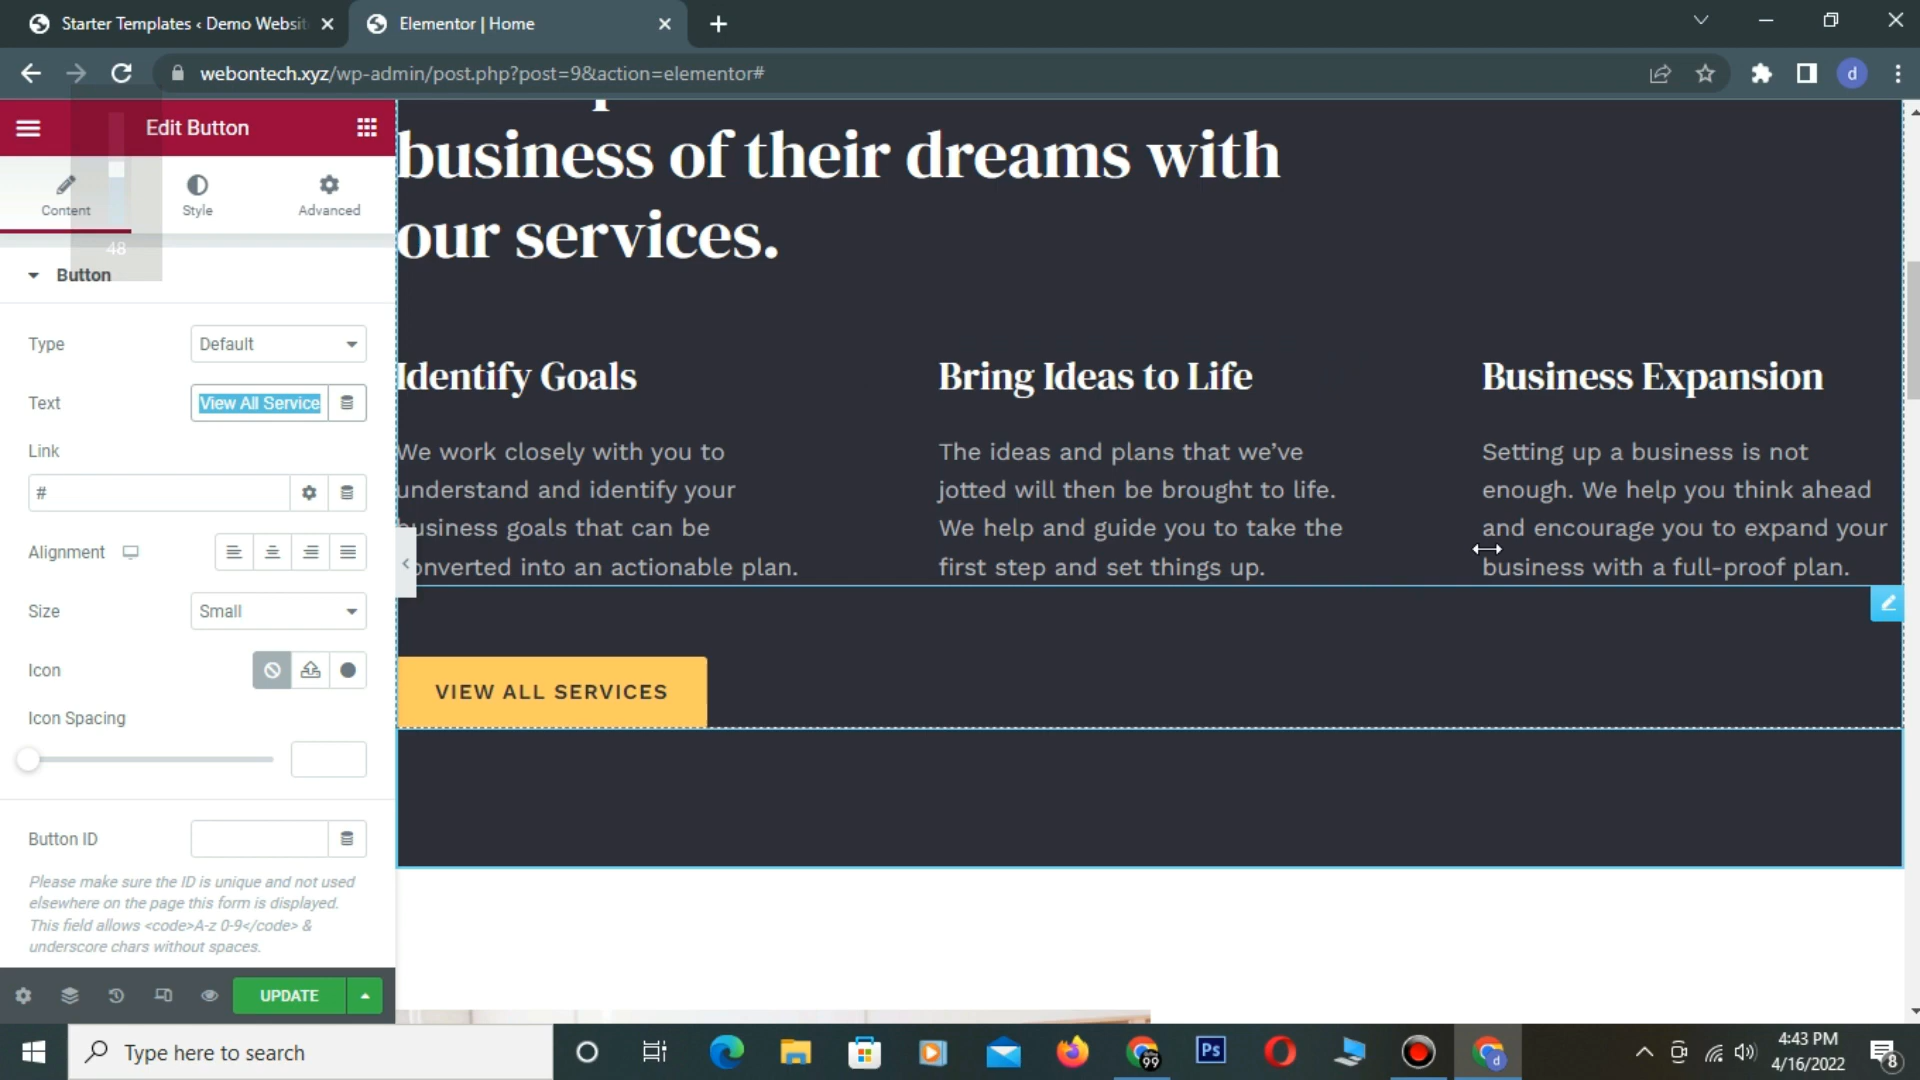 Starter Templates ‹ Demo Websit
Elementor | Home
webontech.xyz/wp-admin/post.php?post=9&action=elementor#
d
Edit Button
Content
Style
Advanced
48
Button
Type
Default
Text
View All Service
Link
#
Alignment
Size
Small
Icon
Icon Spacing
Button ID
Please make sure the ID is unique and not used
elsewhere on the page this form is displayed.
This field allows <code>A-z 0-9</code> &
underscore chars without spaces.
UPDATE
business of their dreams with
our services.
Identify Goals
We work closely with you to
understand and identify your
business goals that can be
converted into an actionable plan.
Bring Ideas to Life
The ideas and plans that we’ve
jotted will then be brought to life.
We help and guide you to take the
first step and set things up.
Business Expansion
Setting up a business is not
enough. We help you think ahead
and encourage you to expand your
business with a full-proof plan.
VIEW ALL SERVICES
Type here to search
99
Ps
d
4:43 PM
4/16/2022
8